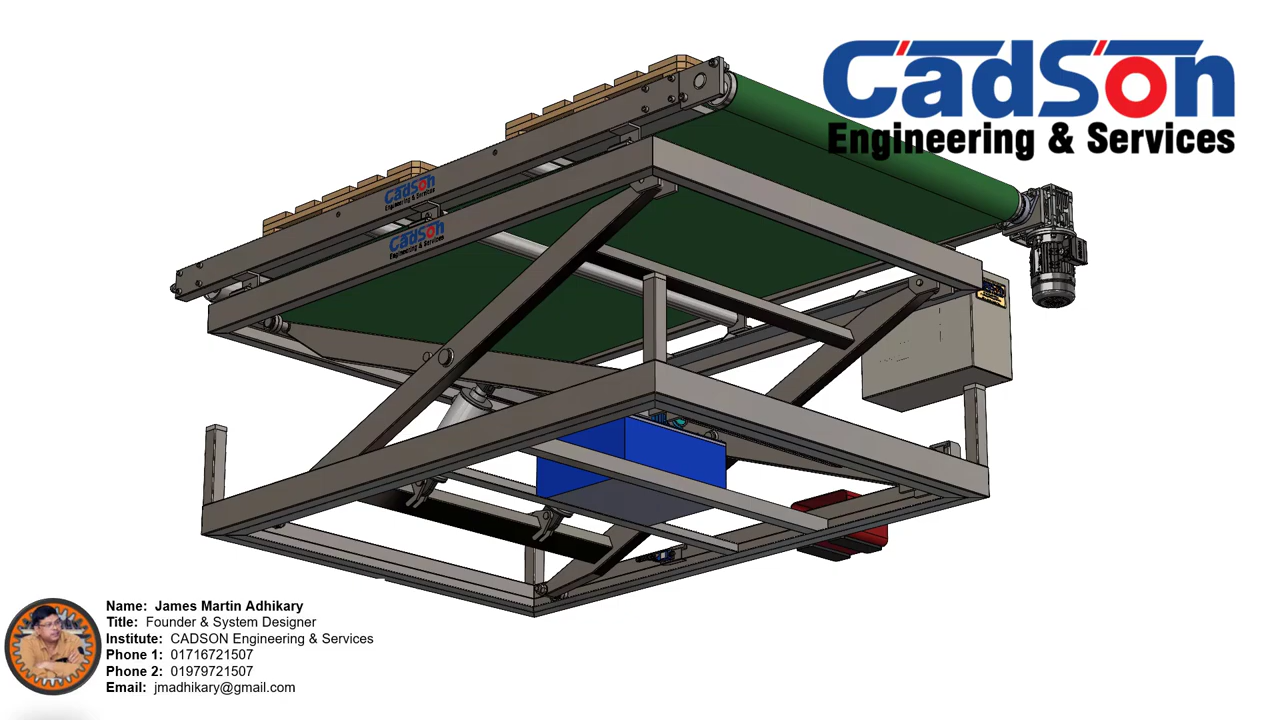 CadSon
Engineering & Services
CadSon
Engineering & Services
CadSon
Engineering & Services
Name: James Martin Adhikary
Title: Founder & System Designer
Institute: CADSON Engineering & Services
Phone 1: 01716721507
Phone 2: 01979721507
Email: jmadhikary@gmail.com